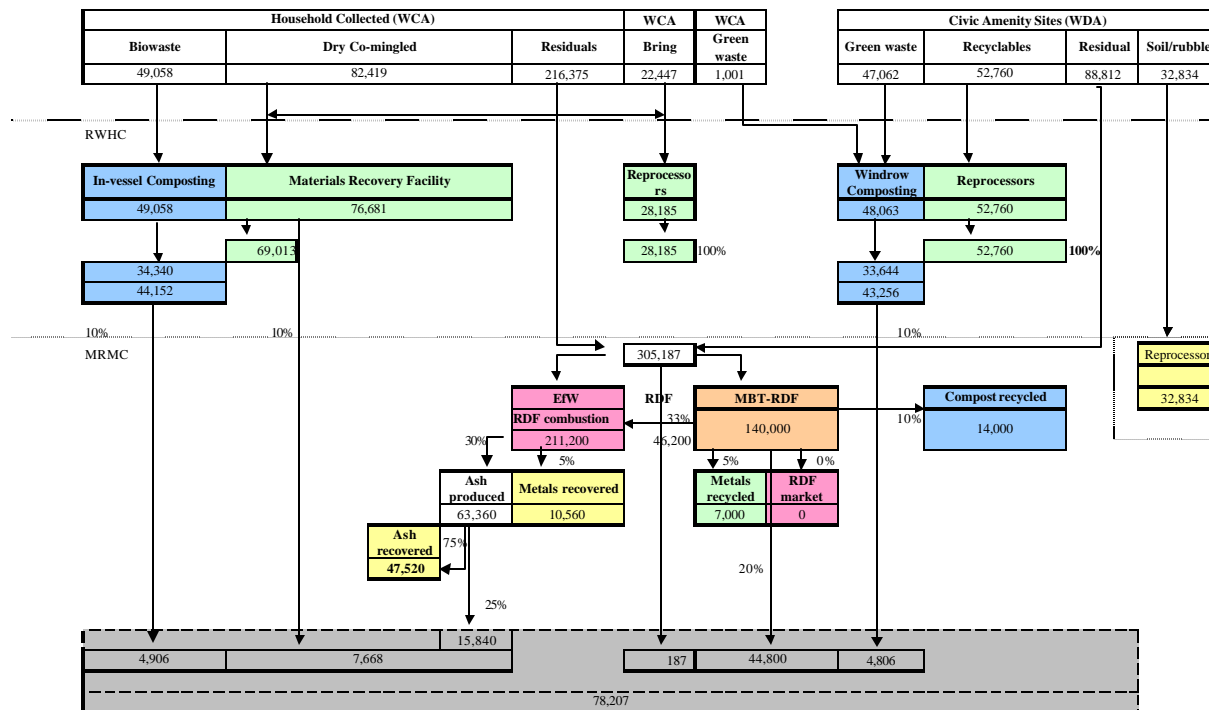 Household Collected (WCA) WCA WCA Civic Amenity Sites (WDA)
Biowaste Dry Co-mingled Residuals Bring Green waste Green waste Recyclables Residual Soil/rubble
49,058 82,419 216,375 22,447 1,001 47,062 52,760 88,812 32,834
RWHC
In-vessel Composting Materials Recovery Facility Reprocessors Windrow Composting Reprocessors
49,058 76,681 28,185 48,063 52,760
69,013 28,185 100% 52,760 100%
34,340 33,644
44,152 43,256
10% 10% 10%
MRMC 305,187 Reprocessor
32,834
EfW RDF MBT-RDF Compost recycled
RDF combustion 33% 140,000 10% 14,000
211,200 46,200
30% 5% 5% 0%
Ash produced Metals recovered Metals recycled RDF market
63,360 10,560 7,000 0
Ash recovered 75%
47,520 20%
25%
15,840
4,906 7,668 187 44,800 4,806
78,207